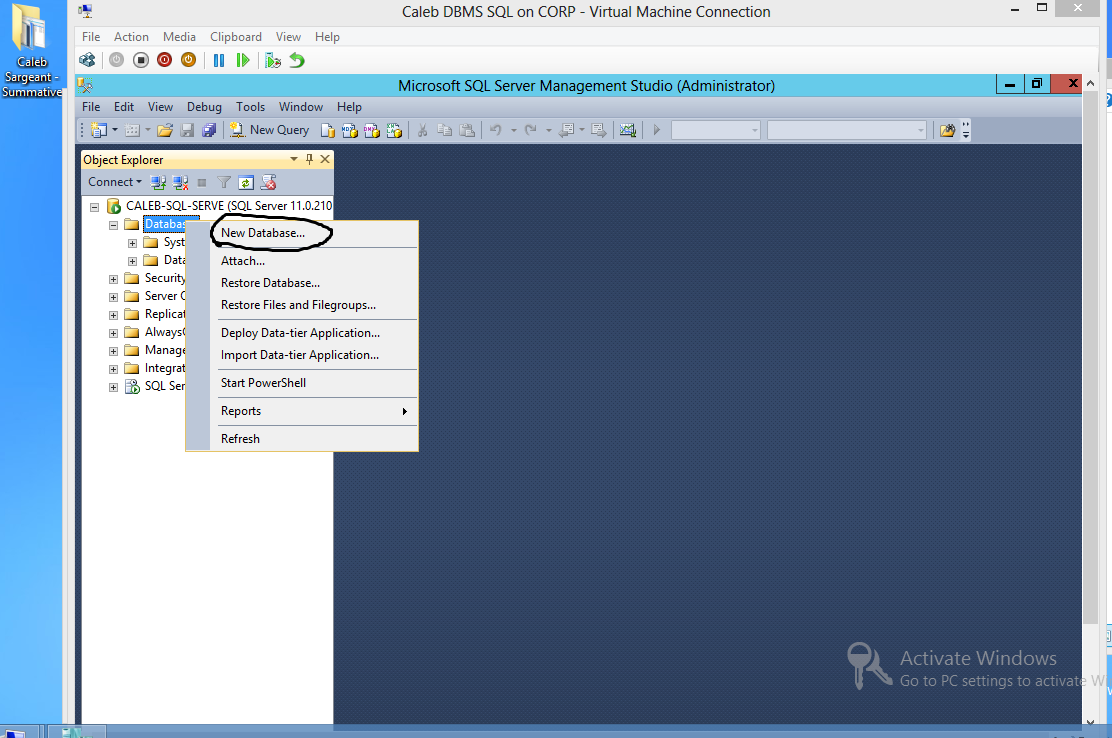 Caleb DBMS SQL on CORP - Virtual Machine Connection
Caleb
Sargeant -
Summative
File Action Media Clipboard View Help
Microsoft SQL Server Management Studio (Administrator)
File Edit View Debug Tools Window Help
New Query
Object Explorer
Connect
CALEB-SQL-SERVE (SQL Server 11.0.210
Databas
Syst
Data
Security
Server O
Replicat
AlwaysO
Manage
Integrat
SQL Ser
New Database...
Attach...
Restore Database...
Restore Files and Filegroups...
Deploy Data-tier Application...
Import Data-tier Application...
Start PowerShell
Reports
Refresh
Activate Windows
Go to PC settings to activate Wi